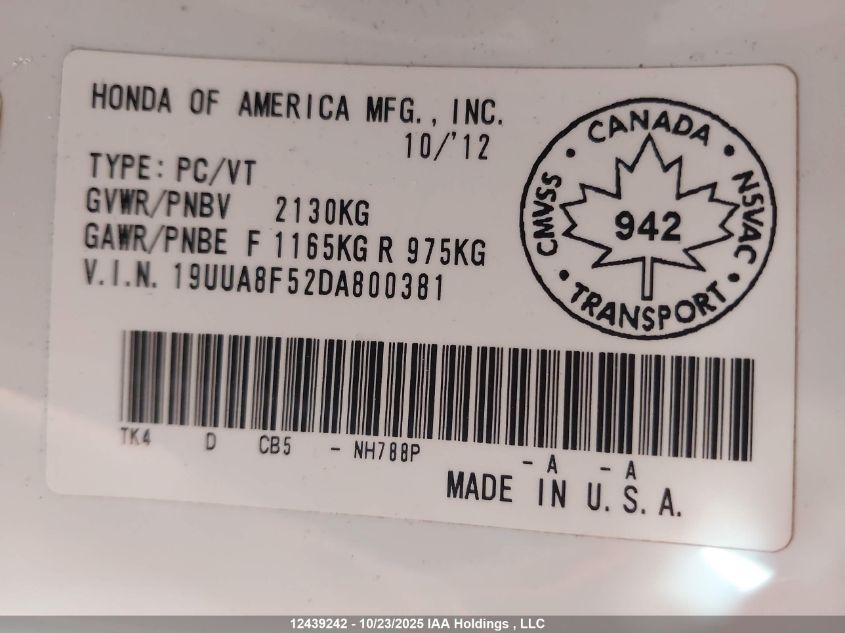 HONDA OF AMERICA MFG., INC.
10/'12
TYPE: PC/VT
GVWR/PNBV 2130KG
GAWR/PNBE F 1165KG R 975KG
V.I.N. 19UUA8F52DA800381
CANADA
CMVSS
NSVAC
942
TRANSPORT
TK4 D CB5 - NH788P - A - A
MADE IN U.S.A.
12439242 - 10/23/2025 IAA Holdings , LLC